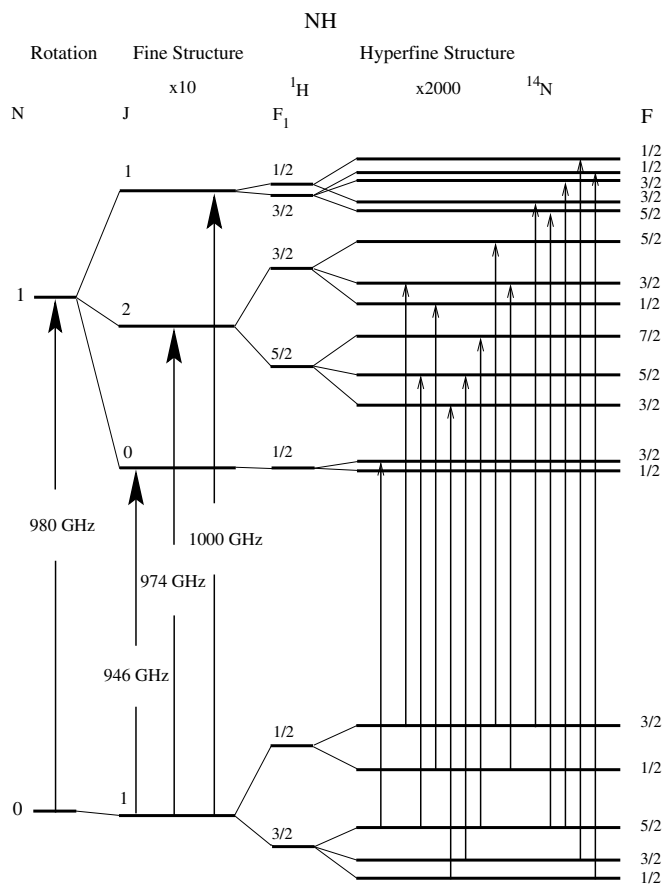 NH
Rotation Fine Structure Hyperfine Structure
x10 ¹H x2000 ¹⁴N
N J F₁ F
1/2
1 1/2 1/2
3/2
3/2
3/2 5/2
3/2 5/2
1 2 3/2
1/2
5/2 7/2
5/2
3/2
0 1/2 3/2
1/2
980 GHz 1000 GHz
974 GHz
946 GHz
1/2 3/2
1/2
0 1 3/2 5/2
3/2
1/2